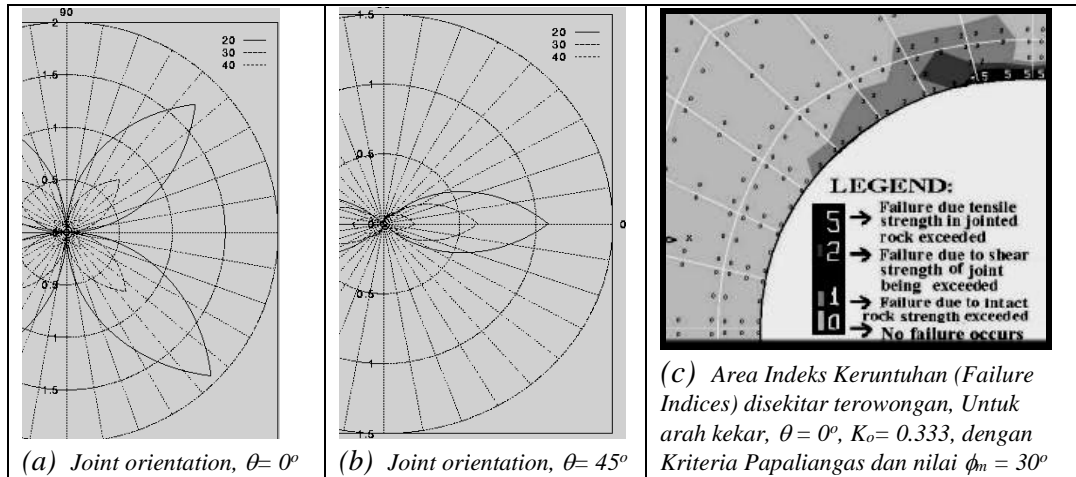 90
2
1.5
1
0.5
0.5
1.5
20
30
40
(a) Joint orientation, θ= 0º
1.5
1
0.5
0.5
1
1.5
0
20
30
40
(b) Joint orientation, θ= 45º
x
5 5 5
LEGEND:
5 → Failure due tensile
strength in jointed
rock exceeded
2 → Failure due to shear
strength of joint
being exceeded
1 → Failure due to intact
rock strength exceeded
0 → No failure occurs
(c) Area Indeks Keruntuhan (Failure
Indices) disekitar terowongan, Untuk
arah kekar, θ = 0º, Kₒ= 0.333, dengan
Kriteria Papaliangas dan nilai ϕₘ = 30º